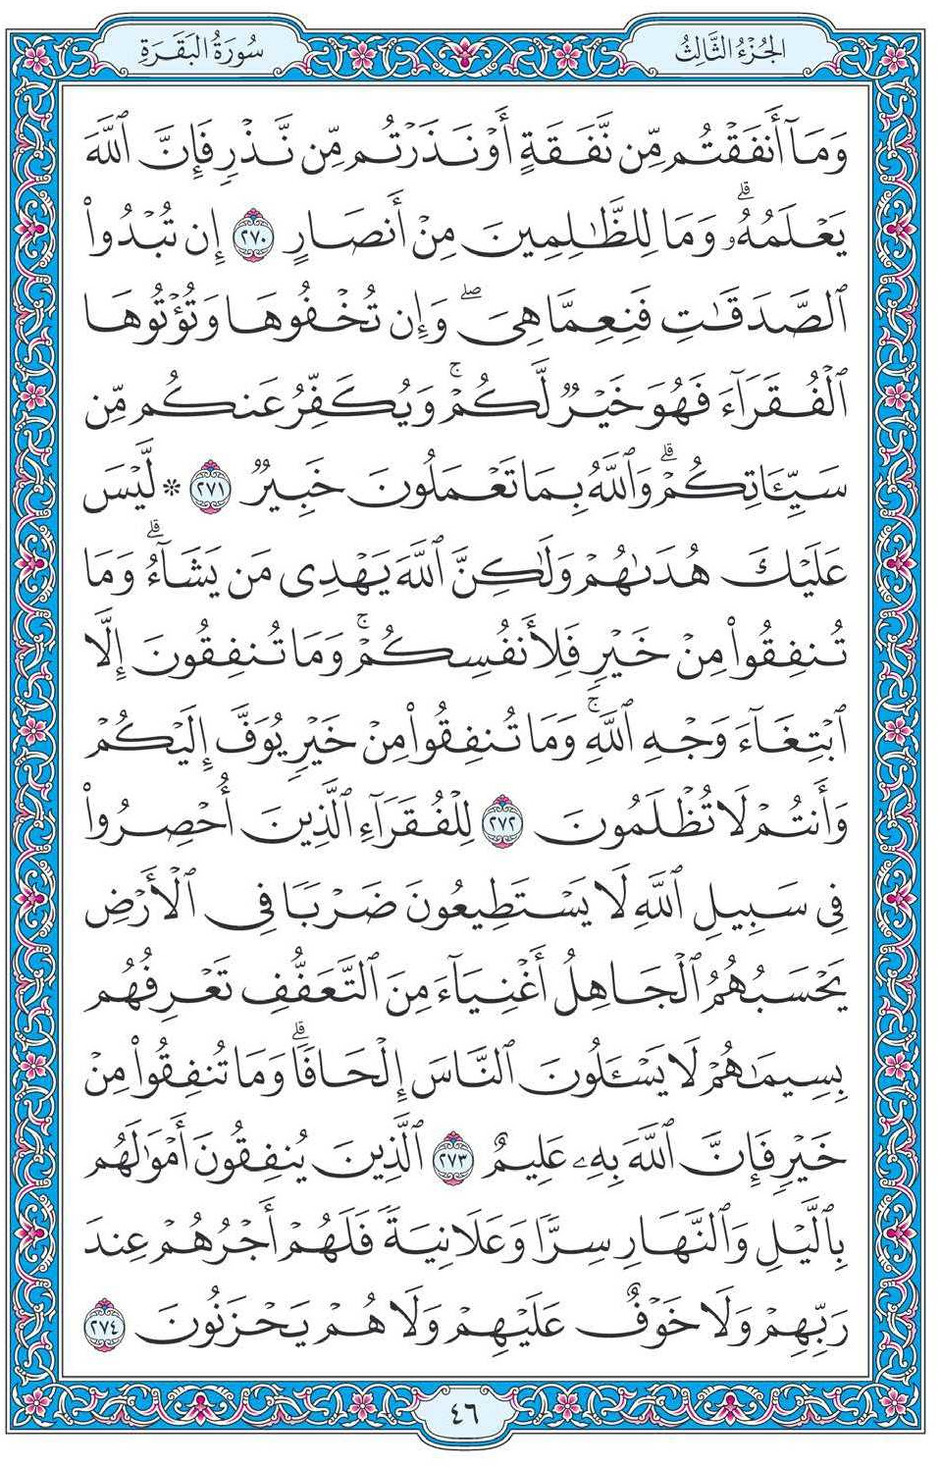 الجُزْءُ الثَّالِثُ
سُورَةُ البَقَرَةِ
وَمَآ أَنفَقْتُم مِّن نَّفَقَةٍ أَوْ نَذَرْتُم مِّن نَّذْرٍ فَإِنَّ ٱللَّهَ
يَعْلَمُهُۥۗ وَمَا لِلظَّٰلِمِينَ مِنْ أَنصَارٍ ٢٧٠ إِن تُبْدُوا۟
ٱلصَّدَقَٰتِ فَنِعِمَّا هِىَۖ وَإِن تُخْفُوهَا وَتُؤْتُوهَا
ٱلْفُقَرَآءَ فَهُوَ خَيْرٌ لَّكُمْۚ وَيُكَفِّرُ عَنكُم مِّن
سَيِّـَٔاتِكُمْۗ وَٱللَّهُ بِمَا تَعْمَلُونَ خَبِيرٌ ٢٧١ * لَّيْسَ
عَلَيْكَ هُدَىٰهُمْ وَلَٰكِنَّ ٱللَّهَ يَهْدِى مَن يَشَآءُۗ وَمَا
تُنفِقُوا۟ مِنْ خَيْرٍ فَلِأَنفُسِكُمْۚ وَمَا تُنفِقُونَ إِلَّا
ٱبْتِغَآءَ وَجْهِ ٱللَّهِۚ وَمَا تُنفِقُوا۟ مِنْ خَيْرٍ يُوَفَّ إِلَيْكُمْ
وَأَنتُمْ لَا تُظْلَمُونَ ٢٧٢ لِلْفُقَرَآءِ ٱلَّذِينَ أُحْصِرُوا۟
فِى سَبِيلِ ٱللَّهِ لَا يَسْتَطِيعُونَ ضَرْبًا فِى ٱلْأَرْضِ
يَحْسَبُهُمُ ٱلْجَاهِلُ أَغْنِيَآءَ مِنَ ٱلتَّعَفُّفِ تَعْرِفُهُم
بِسِيمَٰهُمْ لَا يَسْـَٔلُونَ ٱلنَّاسَ إِلْحَافًاۗ وَمَا تُنفِقُوا۟ مِنْ
خَيْرٍ فَإِنَّ ٱللَّهَ بِهِۦ عَلِيمٌ ٢٧٣ ٱلَّذِينَ يُنفِقُونَ أَمْوَٰلَهُم
بِٱلَّيْلِ وَٱلنَّهَارِ سِرًّا وَعَلَانِيَةً فَلَهُمْ أَجْرُهُمْ عِندَ
رَبِّهِمْ وَلَا خَوْفٌ عَلَيْهِمْ وَلَا هُمْ يَحْزَنُونَ ٢٧٤
٤٦